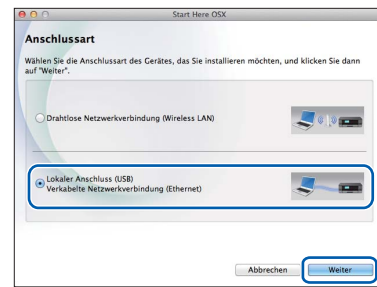 Start Here OSX
Anschlussart
Wählen Sie die Anschlussart des Gerätes, das Sie installieren möchten, und klicken Sie dann
auf "Weiter".
Drahtlose Netzwerkverbindung (Wireless LAN)
Lokaler Anschluss (USB)
Verkabelte Netzwerkverbindung (Ethernet)
Abbrechen
Weiter